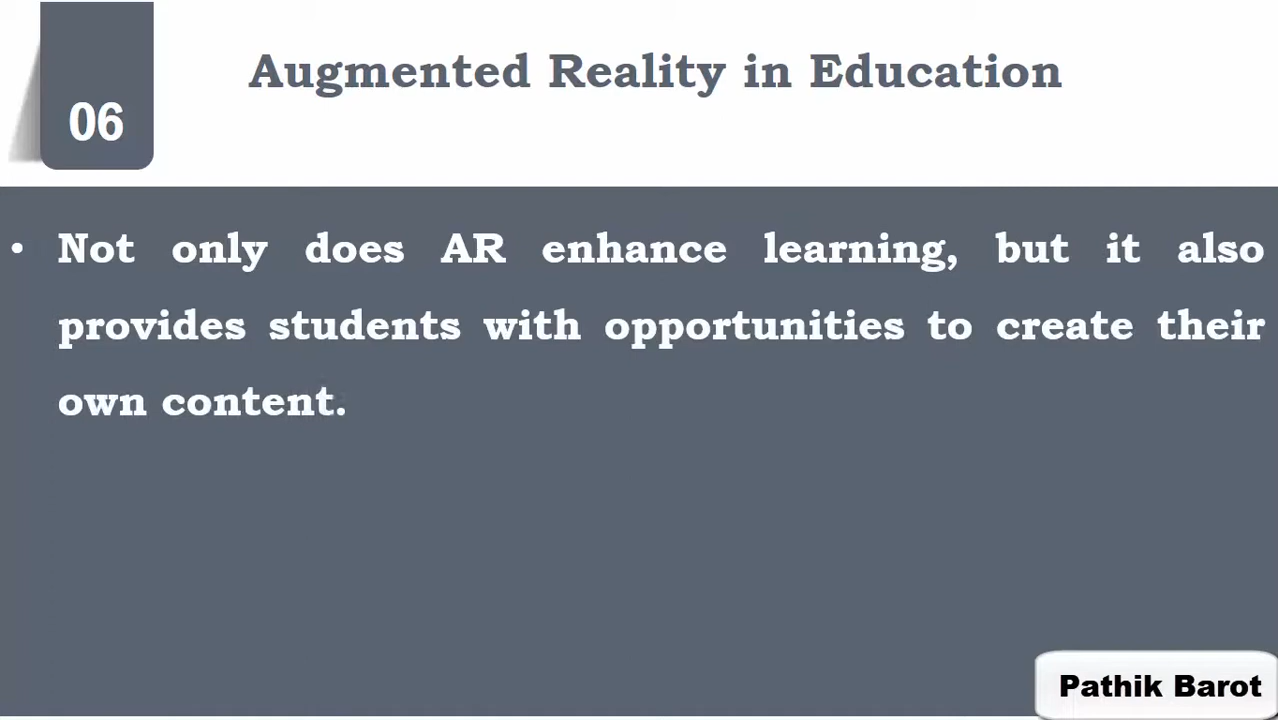 06
Augmented Reality in Education
• Not only does AR enhance learning, but it also
provides students with opportunities to create their
own content.
Pathik Barot